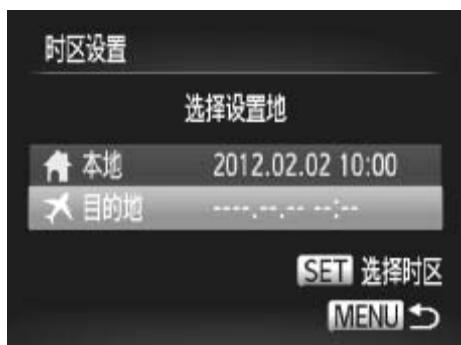 时区设置
选择设置地
本地 2012.02.02 10:00
目的地 ----.--.-- --:--
SET 选择时区
MENU